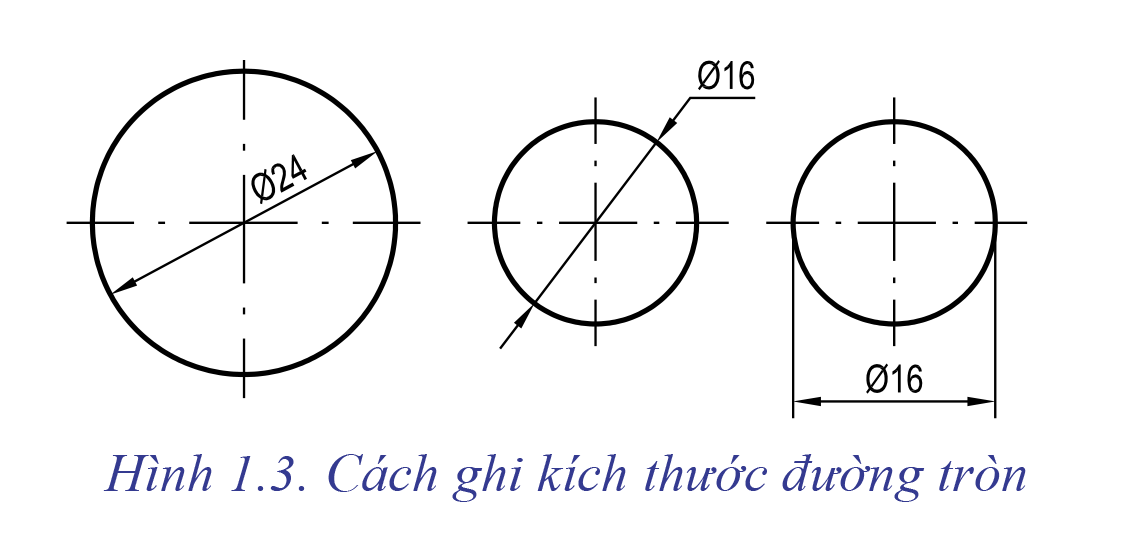 Ø24
Ø16
Ø16
Hình 1.3. Cách ghi kích thước đường tròn